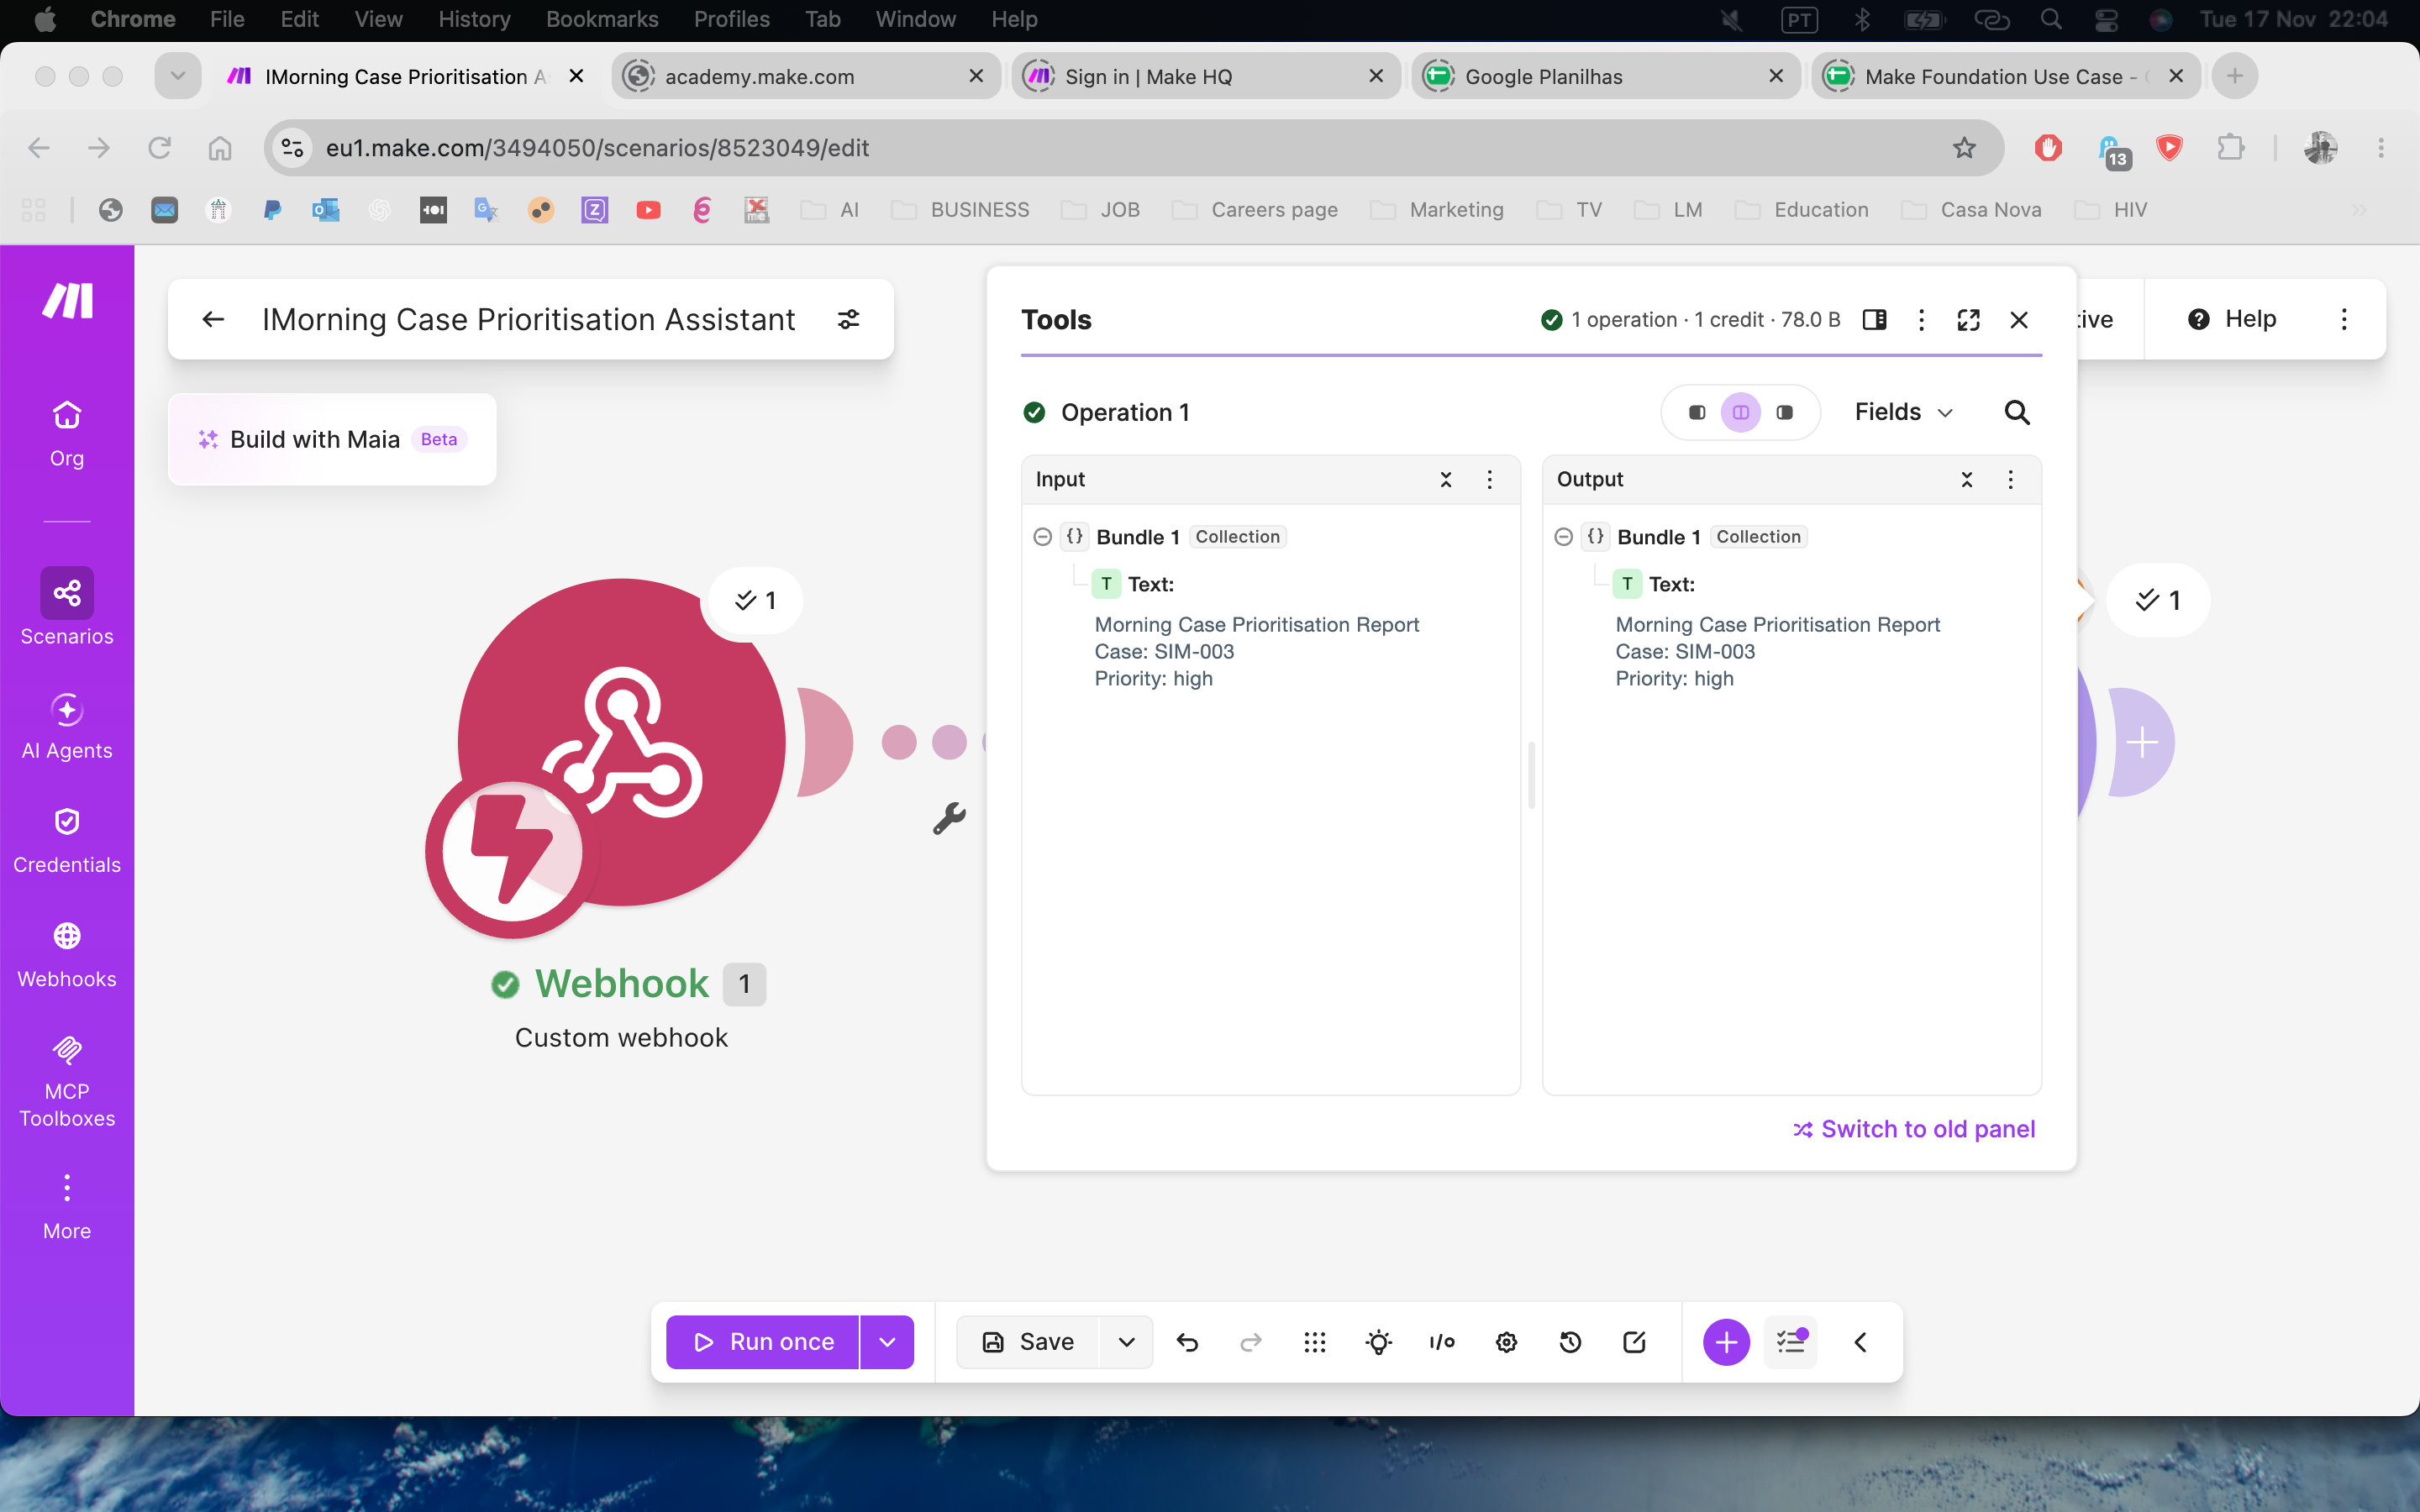 Chrome File Edit View History Bookmarks Profiles Tab Window Help PT Tue 17 Nov 22:04
IMorning Case Prioritisation A academy.make.com Sign in | Make HQ Google Planilhas Make Foundation Use Case -
eu1.make.com/3494050/scenarios/8523049/edit 13
AI BUSINESS JOB Careers page Marketing TV LM Education Casa Nova HIV
IMorning Case Prioritisation Assistant
Build with Maia Beta
Org
Scenarios
AI Agents
Credentials
Webhooks
MCP
Toolboxes
More
1
Webhook 1
Custom webhook
Tools 1 operation · 1 credit · 78.0 B
Operation 1 Fields
Input
Bundle 1 Collection
T Text:
Morning Case Prioritisation Report
Case: SIM-003
Priority: high
Output
Bundle 1 Collection
T Text:
Morning Case Prioritisation Report
Case: SIM-003
Priority: high
Switch to old panel
Help
1
Run once Save